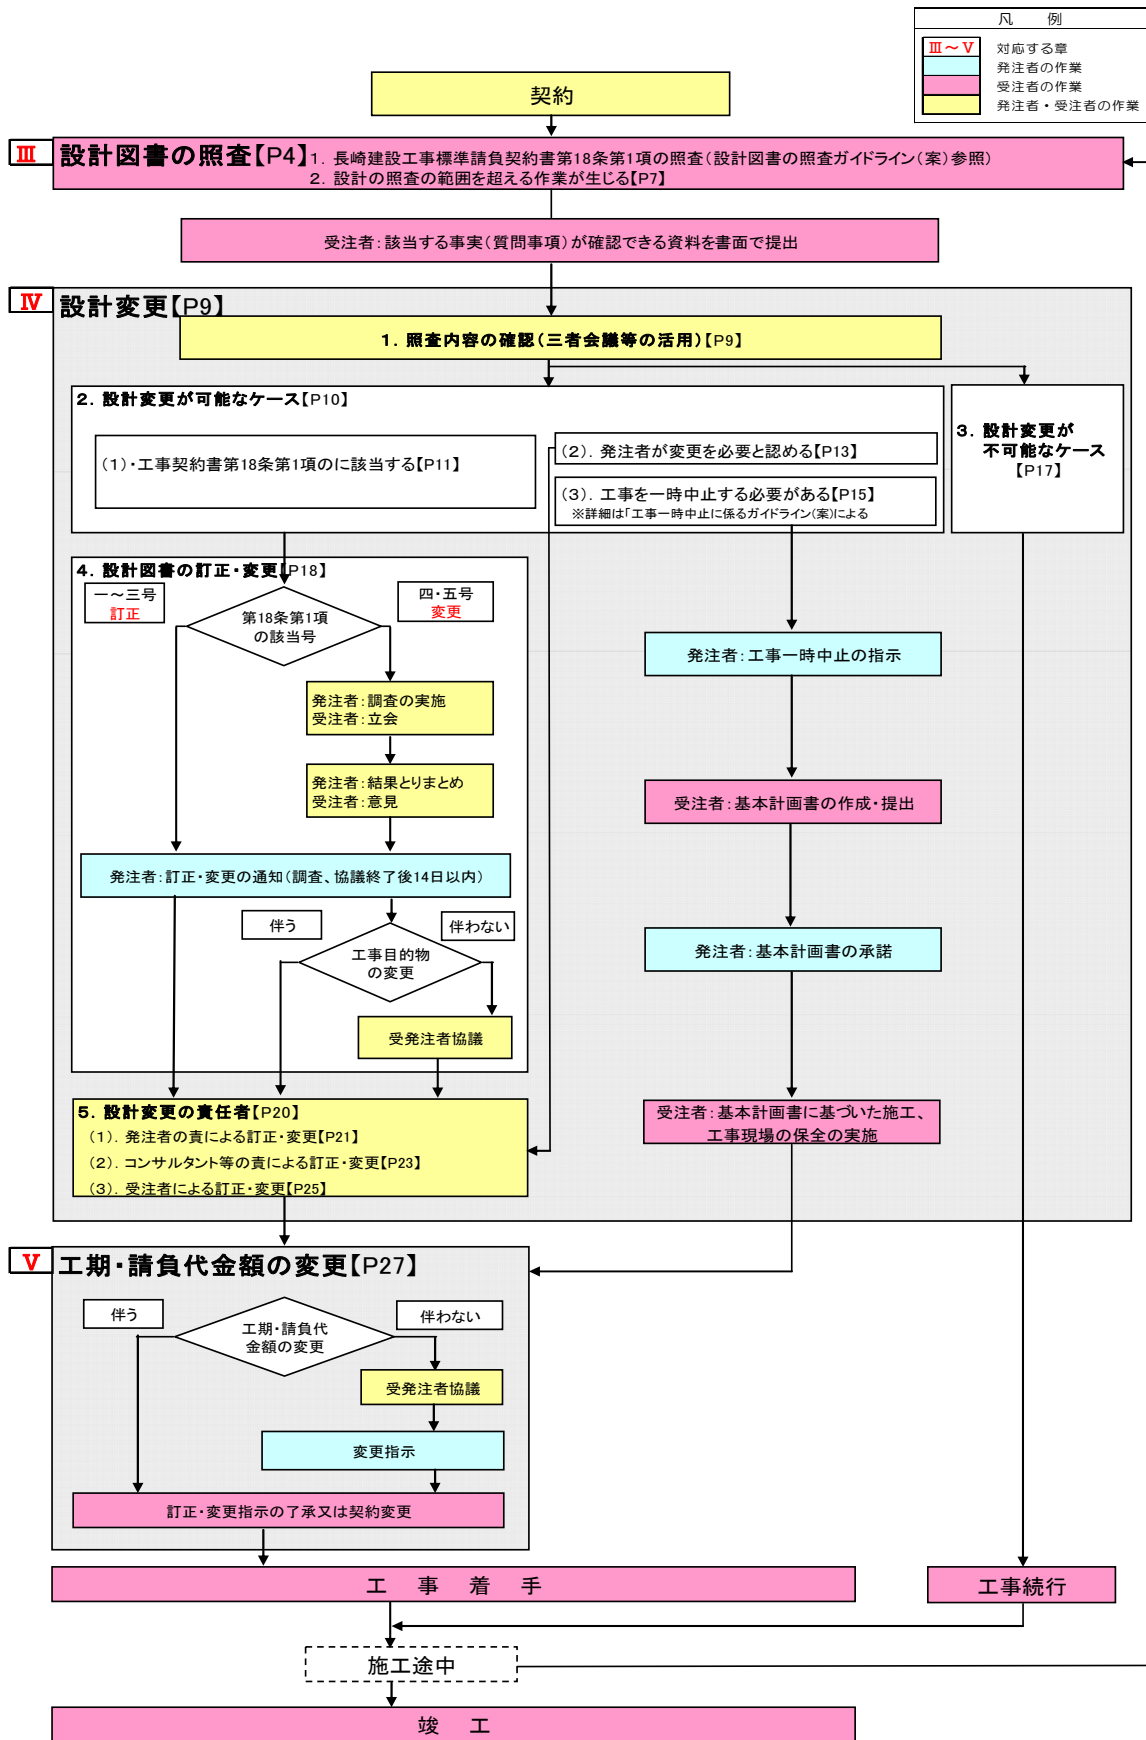 凡　例
Ⅲ～Ⅴ　対応する章
発注者の作業
受注者の作業
発注者・受注者の作業
契約
Ⅲ
設計図書の照査【P4】 1. 長崎建設工事標準請負契約書第18条第1項の照査（設計図書の照査ガイドライン（案）参照）
2. 設計の照査の範囲を超える作業が生じる【P7】
受注者：該当する事実（質問事項）が確認できる資料を書面で提出
Ⅳ
設計変更【P9】
1. 照査内容の確認（三者会議等の活用）【P9】
2. 設計変更が可能なケース【P10】
（1）・工事契約書第18条第1項のに該当する【P11】
（2）. 発注者が変更を必要と認める【P13】
（3）. 工事を一時中止する必要がある【P15】
※詳細は「工事一時中止に係るガイドライン（案）による
3. 設計変更が
不可能なケース
【P17】
4. 設計図書の訂正・変更【P18】
一～三号
訂正
第18条第1項
の該当号
四・五号
変更
発注者：調査の実施
受注者：立会
発注者：結果とりまとめ
受注者：意見
発注者：訂正・変更の通知（調査、協議終了後14日以内）
伴う
工事目的物
の変更
伴わない
受発注者協議
発注者：工事一時中止の指示
受注者：基本計画書の作成・提出
発注者：基本計画書の承諾
受注者：基本計画書に基づいた施工、
工事現場の保全の実施
5. 設計変更の責任者【P20】
（1）. 発注者の責による訂正・変更【P21】
（2）. コンサルタント等の責による訂正・変更【P23】
（3）. 受注者による訂正・変更【P25】
Ⅴ
工期・請負代金額の変更【P27】
伴う
工期・請負代
金額の変更
伴わない
受発注者協議
変更指示
訂正・変更指示の了承又は契約変更
工　事　着　手
工事続行
施工途中
竣　工